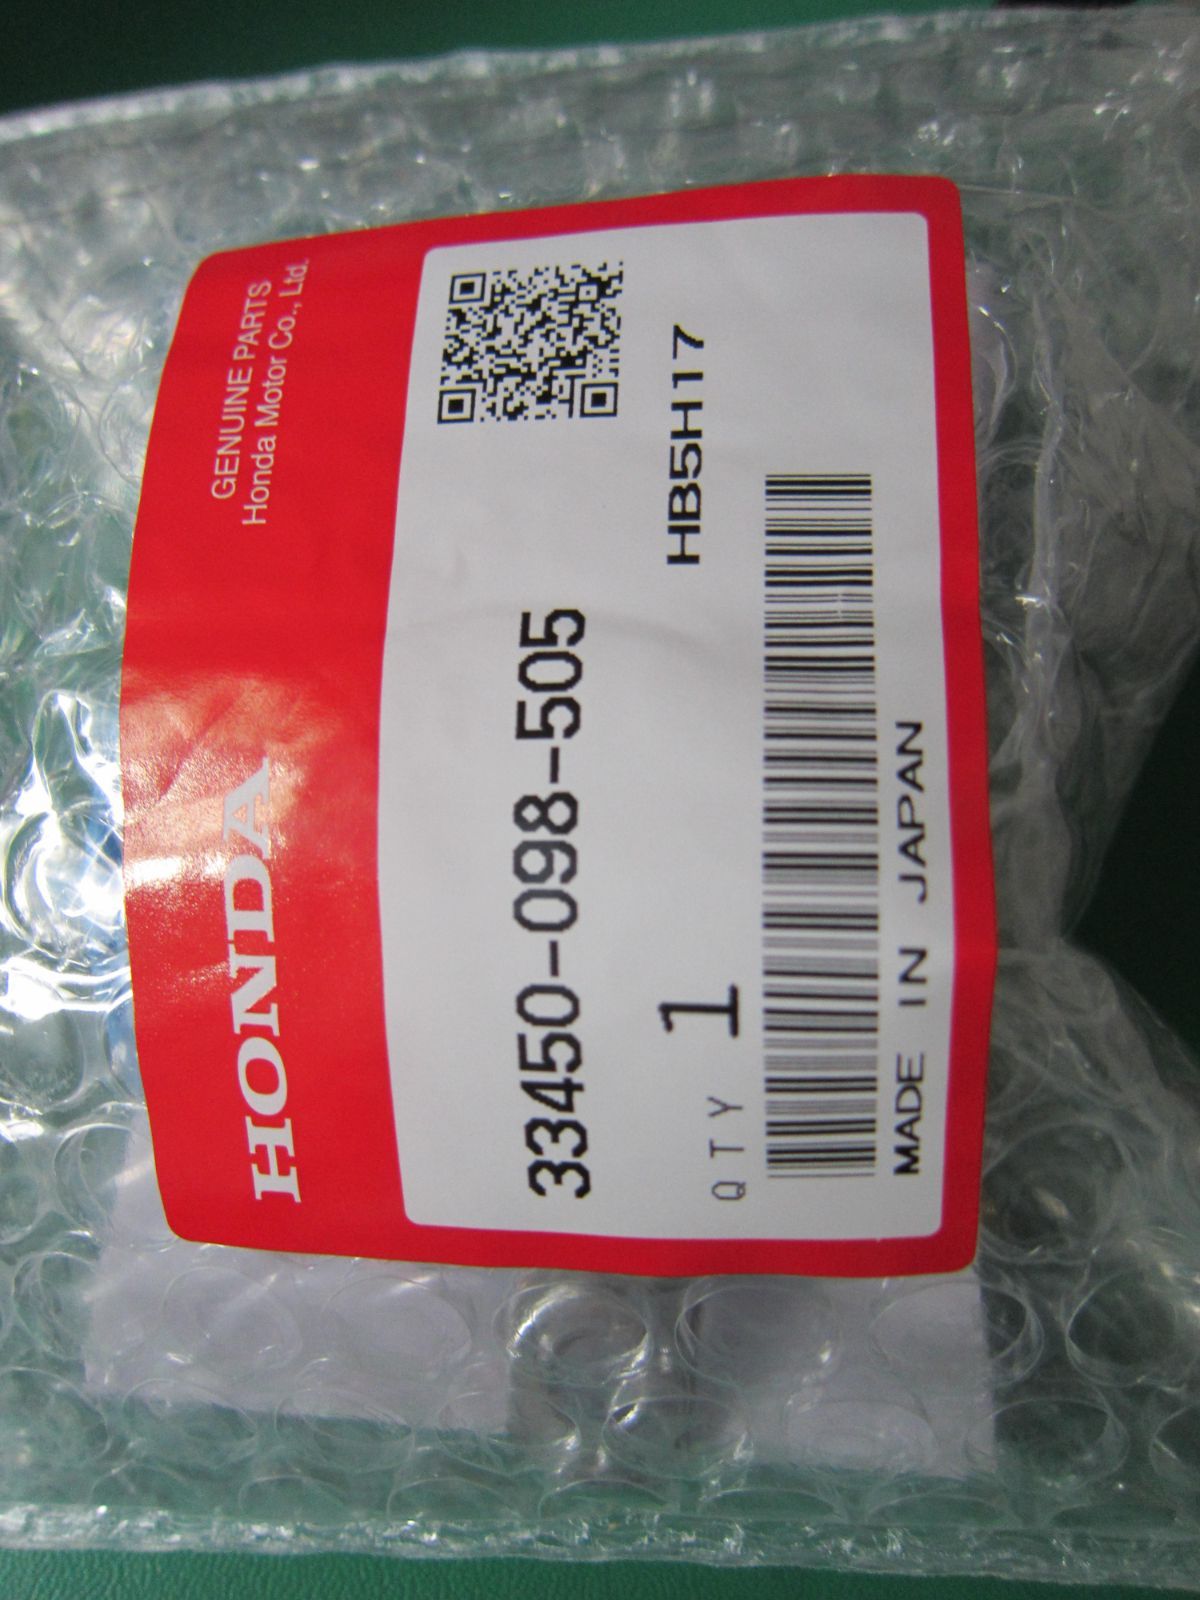 HONDA
GENUINE PARTS
Honda Motor Co., Ltd.
33450-098-505
QTY 1
HB5H17
MADE IN JAPAN